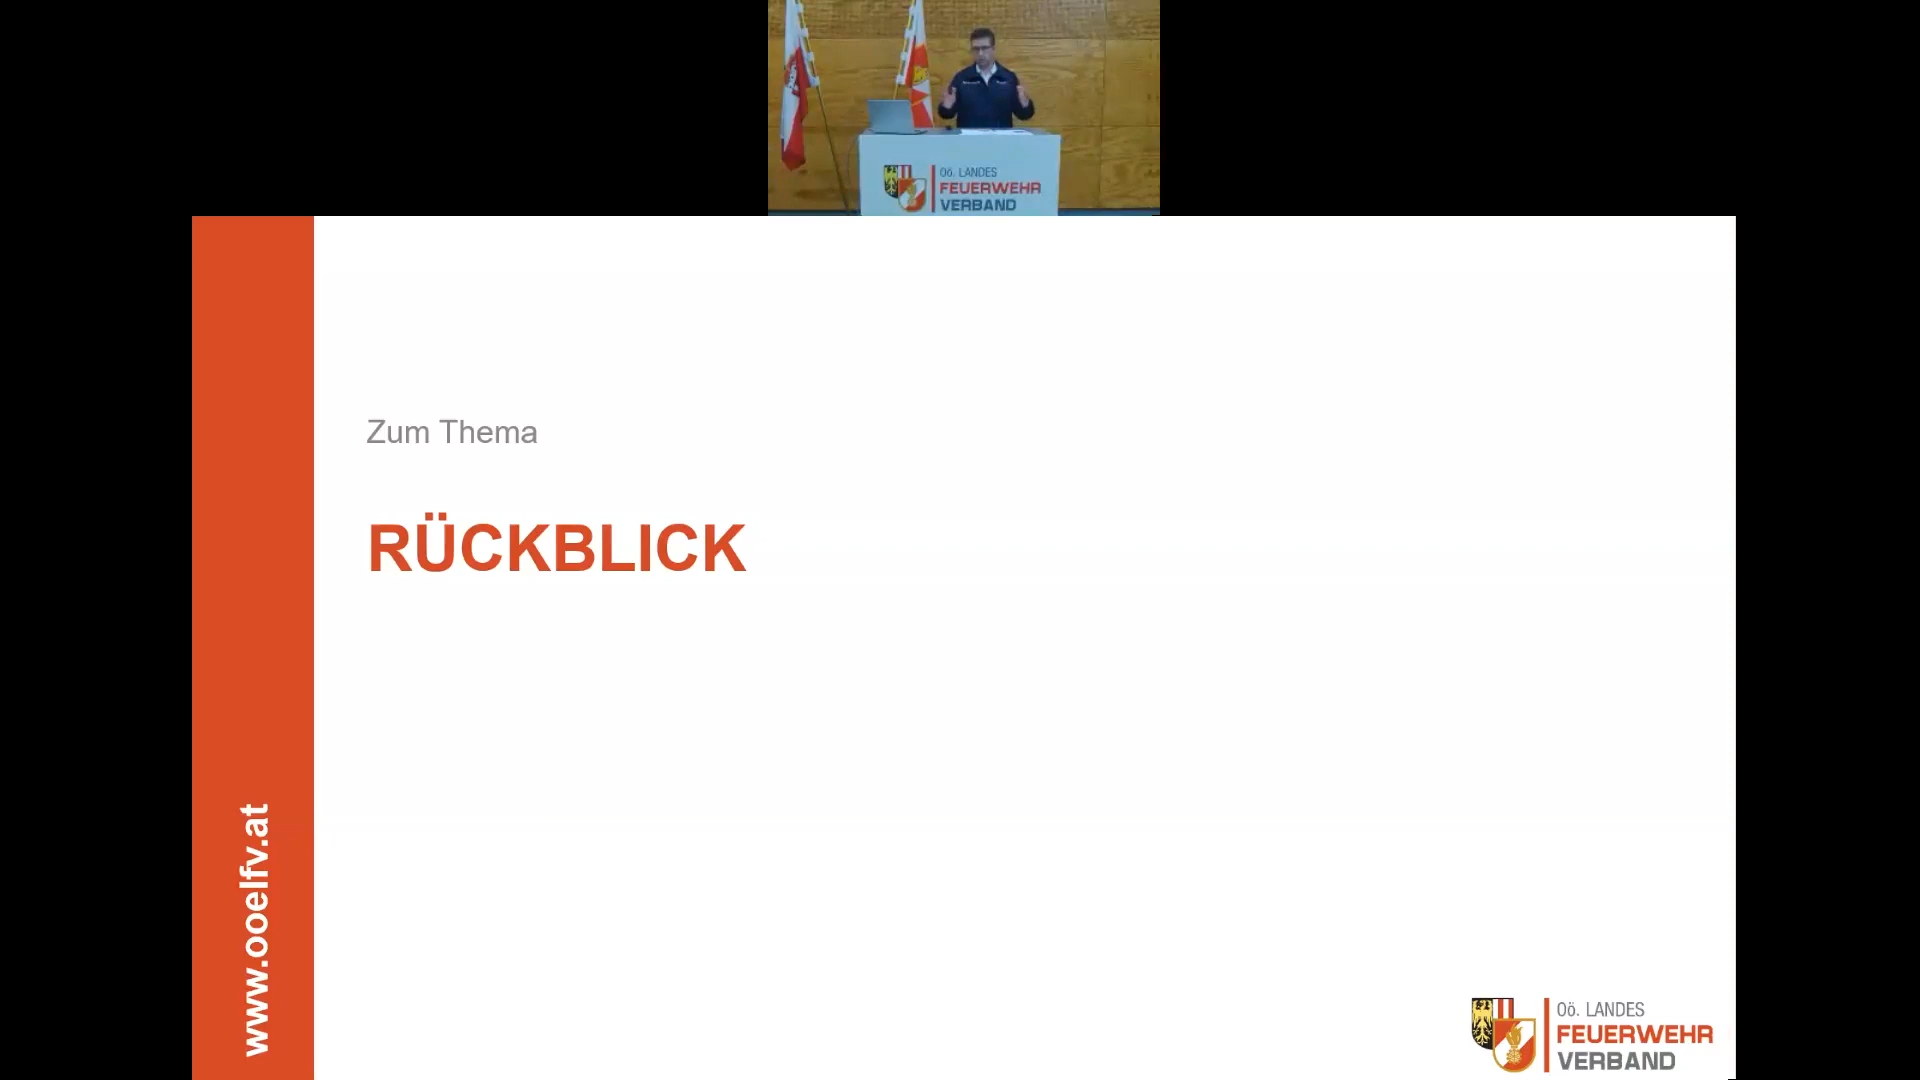 OÖ. LANDES
FEUERWEHR
VERBAND
Zum Thema
RÜCKBLICK
www.ooelfv.at
OÖ. LANDES
FEUERWEHR
VERBAND